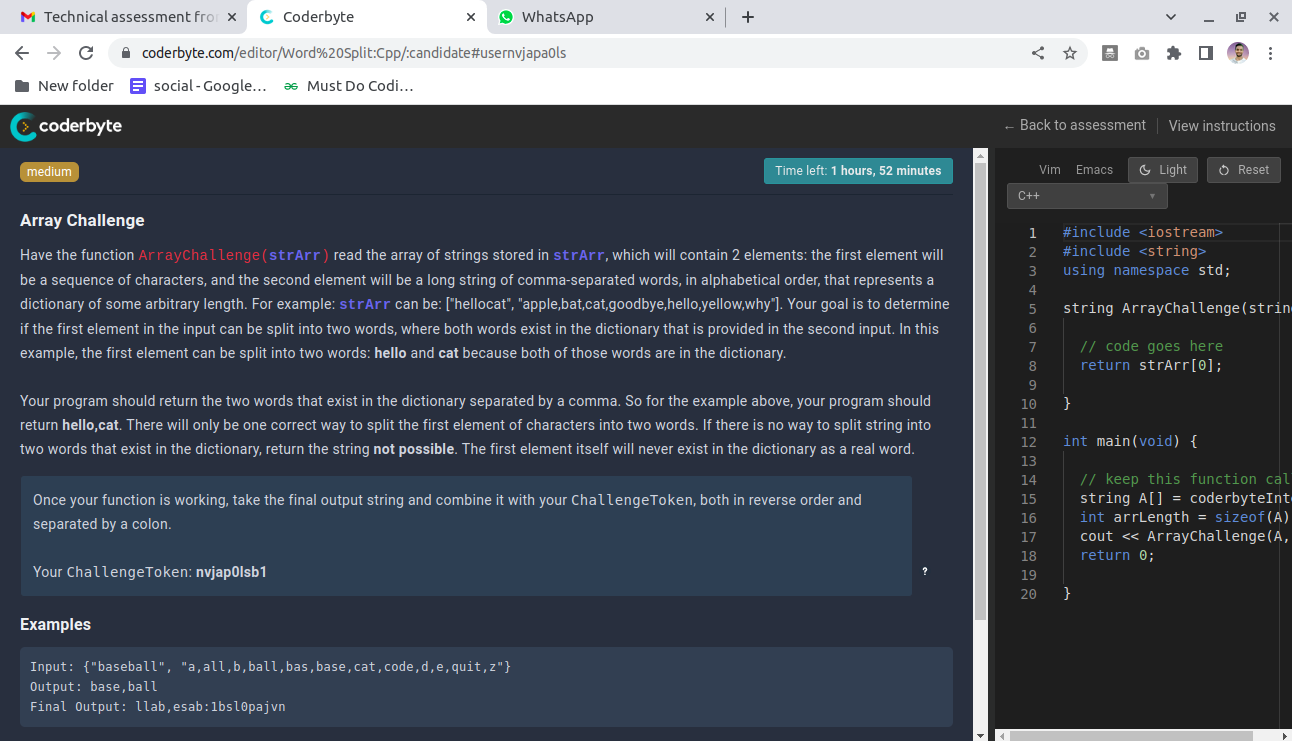 Technical assessment fro
Coderbyte
WhatsApp
coderbyte.com/editor/Word%20Split:Cpp/:candidate#usernvjapa0ls
New folder
social - Google...
Must Do Codi...
coderbyte
← Back to assessment
View instructions
medium
Time left: 1 hours, 52 minutes
Array Challenge
Have the function ArrayChallenge(strArr) read the array of strings stored in strArr, which will contain 2 elements: the first element will
be a sequence of characters, and the second element will be a long string of comma-separated words, in alphabetical order, that represents a
dictionary of some arbitrary length. For example: strArr can be: ["hellocat", "apple,bat,cat,goodbye,hello,yellow,why"]. Your goal is to determine
if the first element in the input can be split into two words, where both words exist in the dictionary that is provided in the second input. In this
example, the first element can be split into two words: hello and cat because both of those words are in the dictionary.
Your program should return the two words that exist in the dictionary separated by a comma. So for the example above, your program should
return hello,cat. There will only be one correct way to split the first element of characters into two words. If there is no way to split string into
two words that exist in the dictionary, return the string not possible. The first element itself will never exist in the dictionary as a real word.
Once your function is working, take the final output string and combine it with your ChallengeToken, both in reverse order and
separated by a colon.
Your ChallengeToken: nvjap0lsb1
?
Examples
Input: {"baseball", "a,all,b,ball,bas,base,cat,code,d,e,quit,z"}
Output: base,ball
Final Output: llab,esab:1bsl0pajvn
Vim
Emacs
Light
Reset
C++
1 #include <iostream>
2 #include <string>
3 using namespace std;
4
5 string ArrayChallenge(strin
6
7 // code goes here
8 return strArr[0];
9
10 }
11
12 int main(void) {
13
14 // keep this function cal
15 string A[] = coderbyteInt
16 int arrLength = sizeof(A)
17 cout << ArrayChallenge(A,
18 return 0;
19
20 }